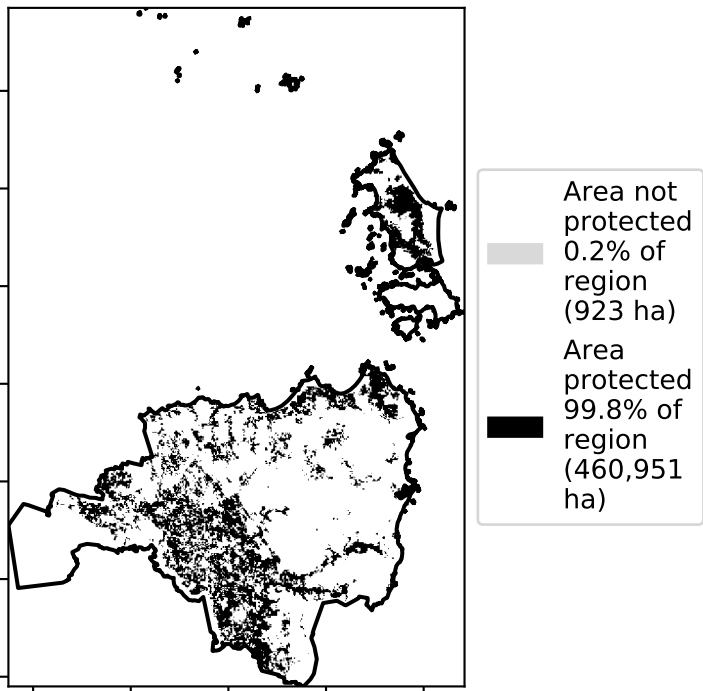 Area not
protected
0.2% of
region
(923 ha)
Area
protected
99.8% of
region
(460,951
ha)